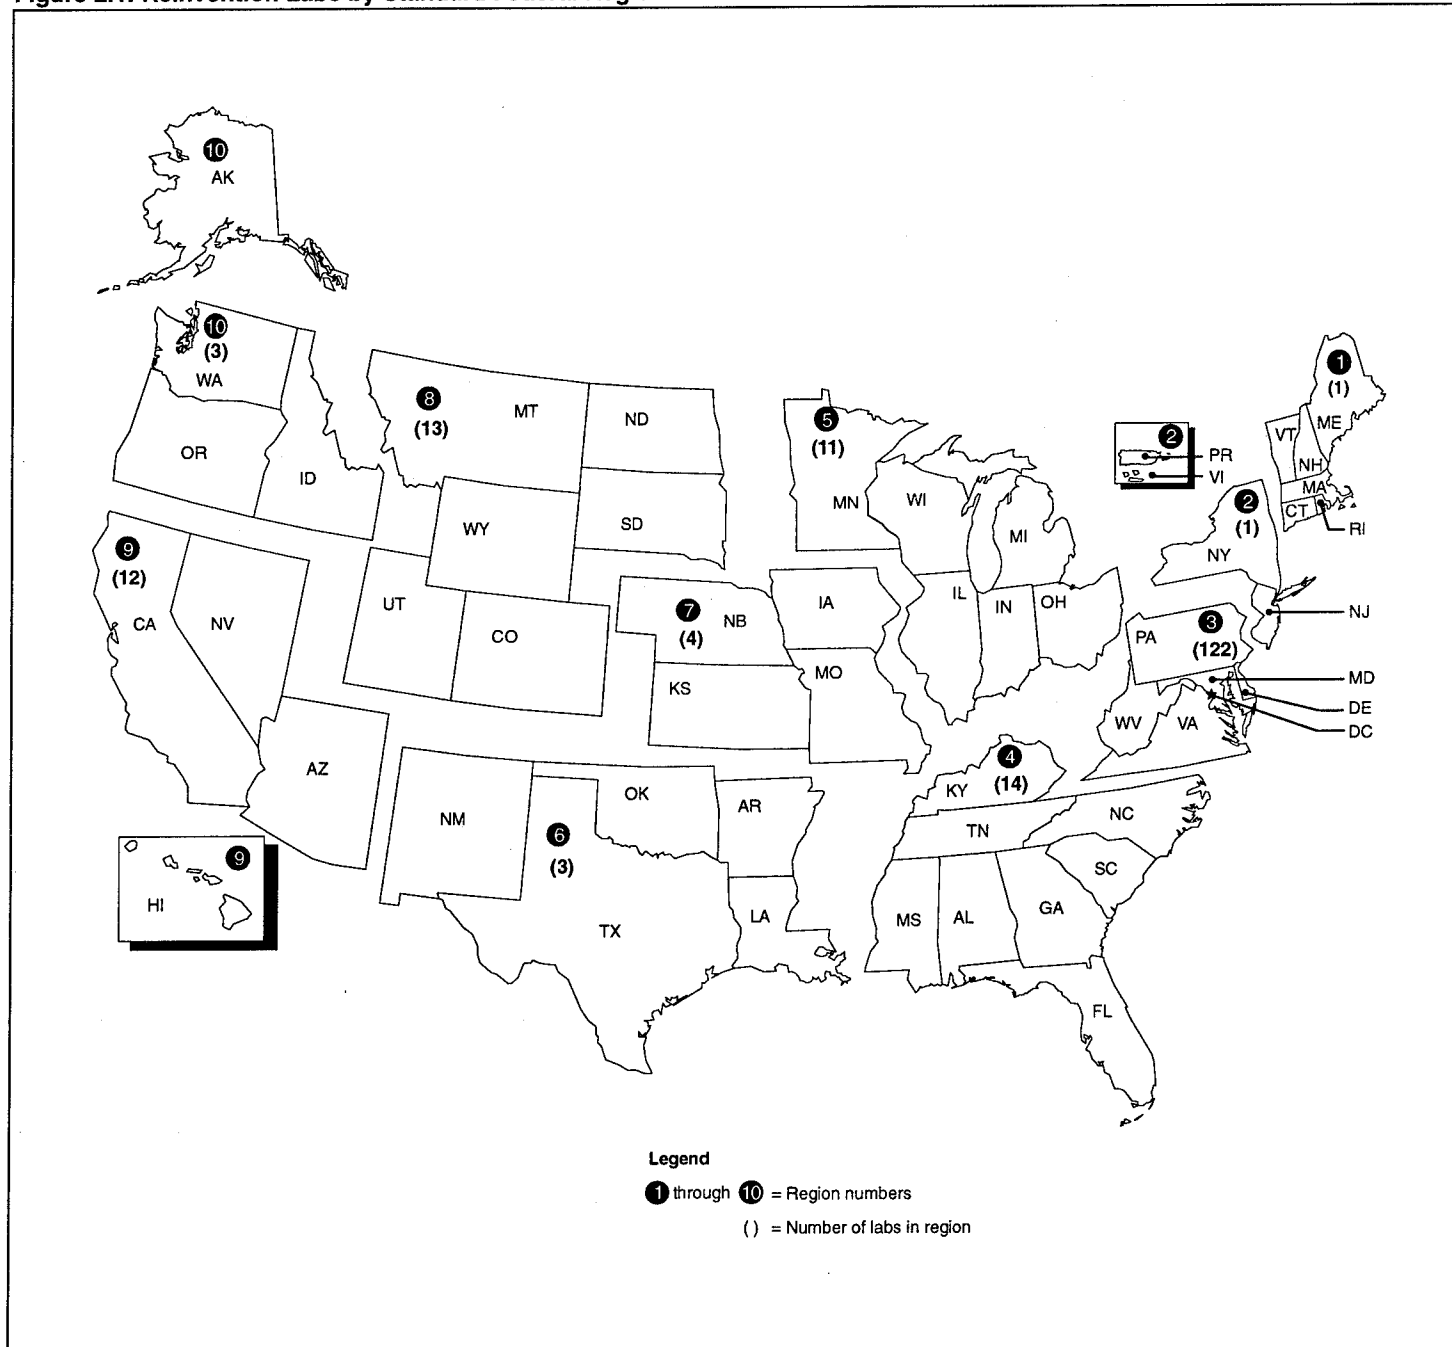 10
AK
10
(3)
WA
OR
ID
8
(13)
MT
ND
SD
WY
UT
CO
9
(12)
CA
NV
AZ
9
HI
7
(4)
NB
KS
IA
MO
5
(11)
MN
WI
MI
IL
IN
OH
6
(3)
NM
OK
TX
AR
LA
4
(14)
KY
TN
NC
SC
MS
AL
GA
FL
1
(1)
ME
VT
NH
MA
CT
RI
2
PR
VI
2
(1)
NY
NJ
3
(122)
PA
MD
DE
DC
WV
VA
Legend
1 through 10 = Region numbers
( ) = Number of labs in region